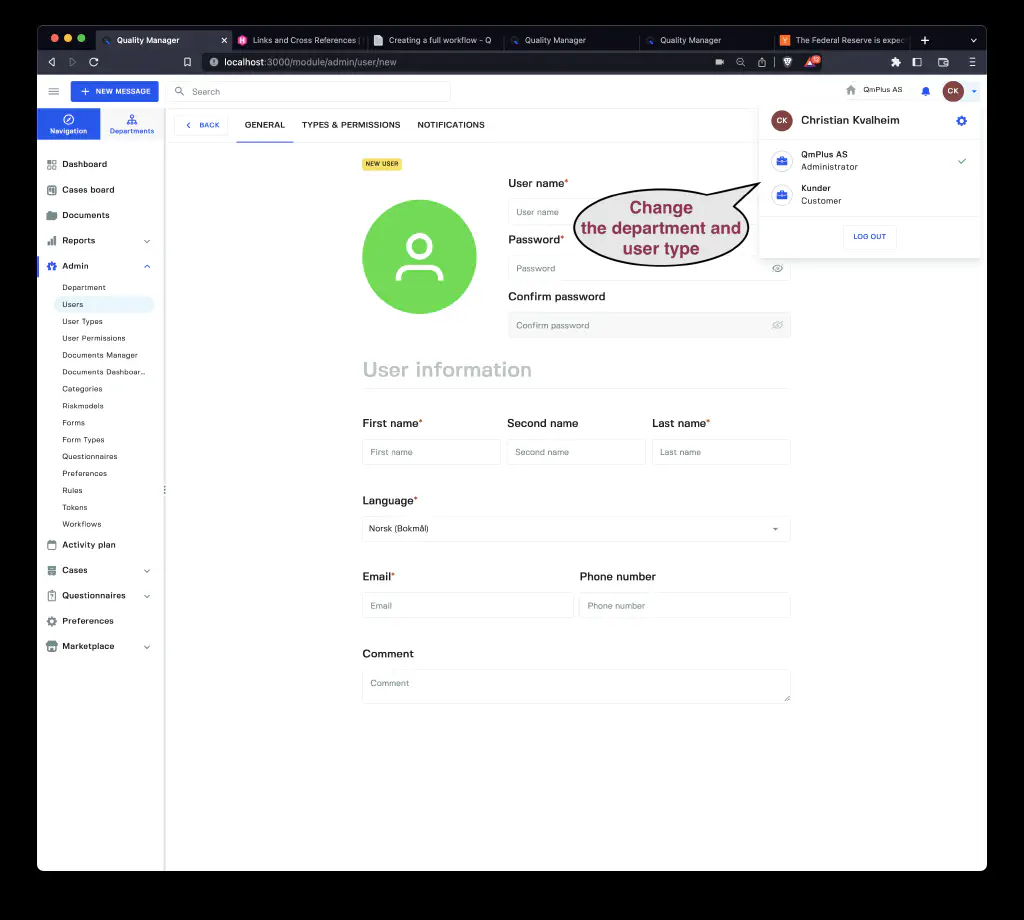 Quality Manager
Links and Cross References |
Creating a full workflow - Q
Quality Manager
Quality Manager
The Federal Reserve is expec
localhost:3000/module/admin/user/new
NEW MESSAGE
Search
QmPlus AS
CK
Navigation
Departments
BACK
GENERAL
TYPES & PERMISSIONS
NOTIFICATIONS
CK
Christian Kvalheim
QmPlus AS
Administrator
Kunder
Customer
LOG OUT
Dashboard
Cases board
Documents
Reports
Admin
Department
Users
User Types
User Permissions
Documents Manager
Documents Dashboar...
Categories
Riskmodels
Forms
Form Types
Questionnaires
Preferences
Rules
Tokens
Workflows
Activity plan
Cases
Questionnaires
Preferences
Marketplace
NEW USER
User name*
User name
Change
the department and
user type
Password*
Password
Confirm password
Confirm password
User information
First name*
Second name
Last name*
First name
Second name
Last name
Language*
Norsk (Bokmål)
Email*
Phone number
Email
Phone number
Comment
Comment